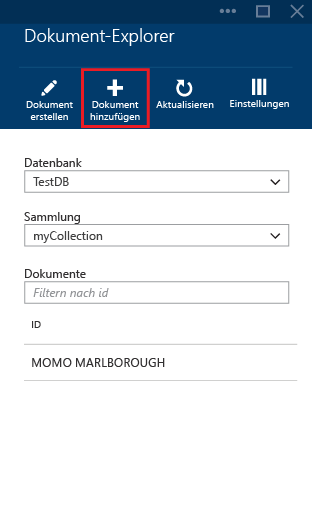 Dokument-Explorer
Dokument erstellen
Dokument hinzufügen
Aktualisieren
Einstellungen
Datenbank
TestDB
Sammlung
myCollection
Dokumente
Filtern nach id
ID
MOMO MARLBOROUGH